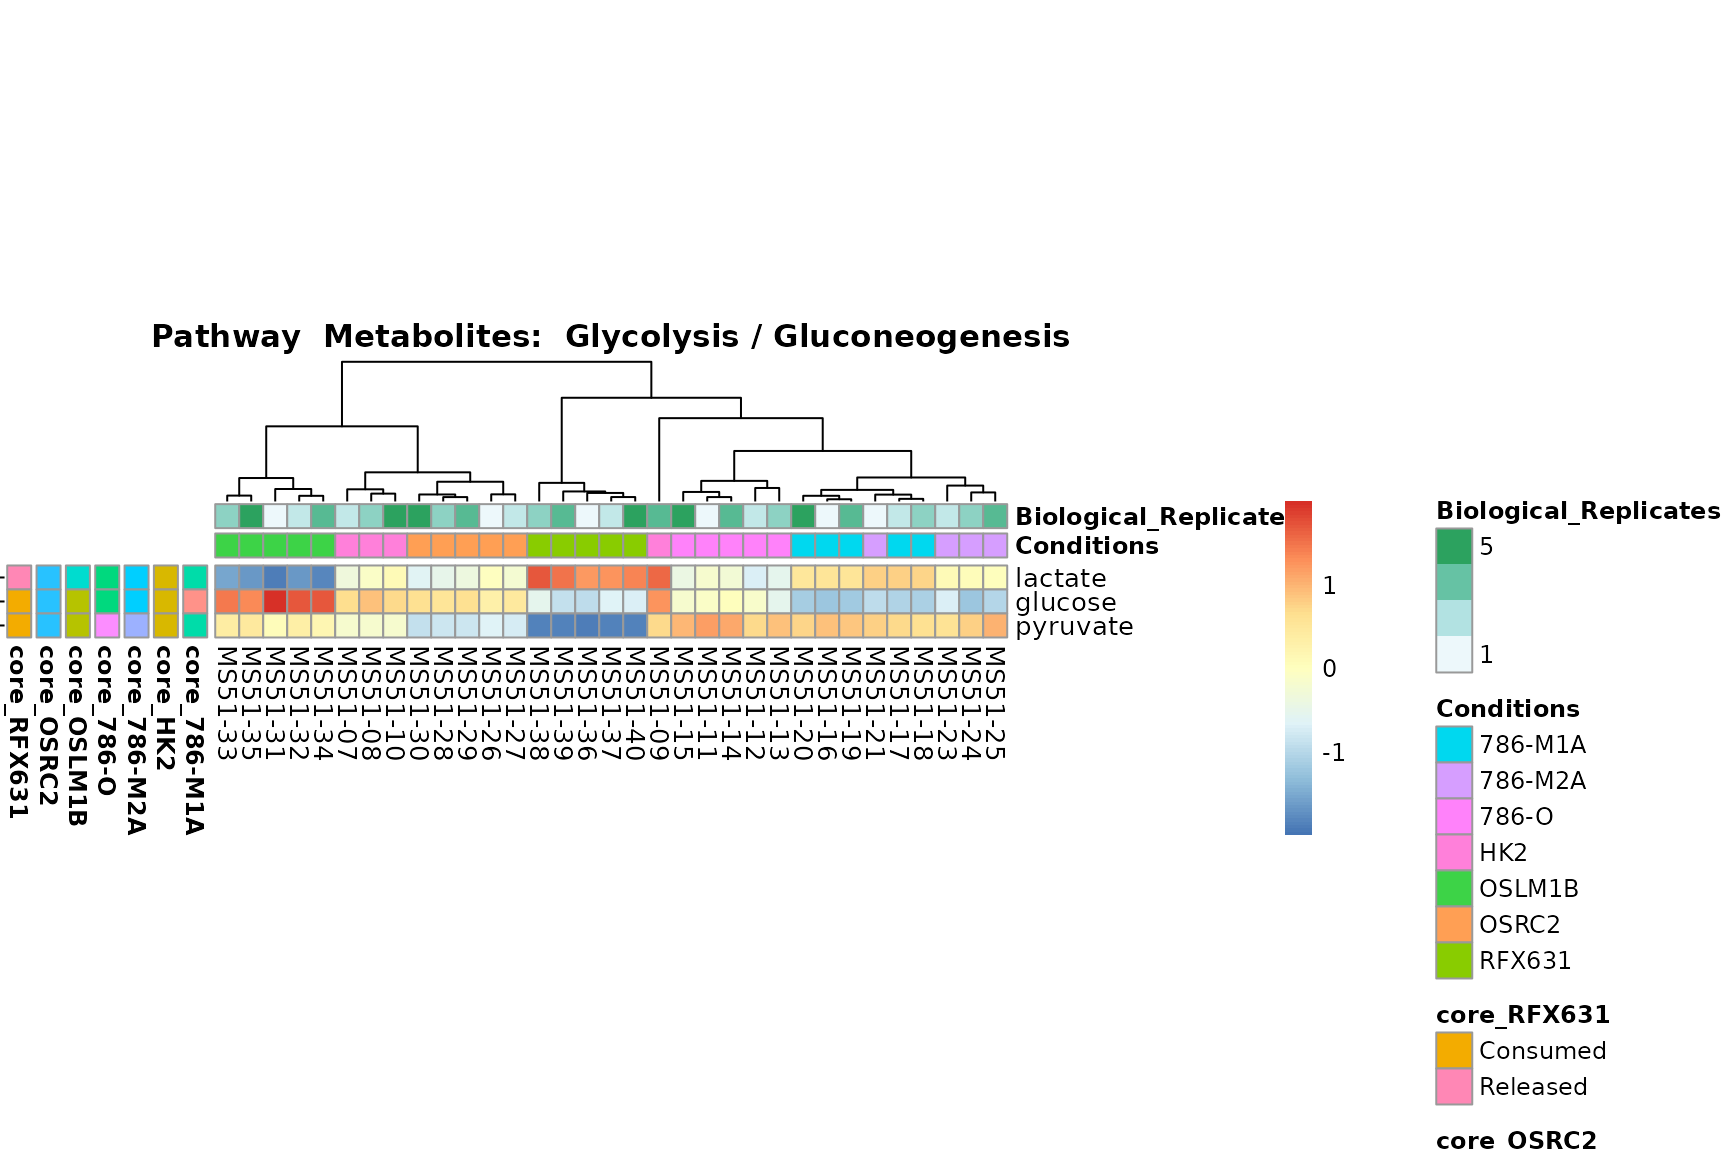 Pathway  Metabolites:  Glycolysis / Gluconeogenesis
Biological_Replicates
Conditions
lactate
glucose
pyruvate
core_RFX631
core_OSRC2
core_OSLM1B
core_786-O
core_786-M2A
core_HK2
core_786-M1A
MS51-33
MS51-35
MS51-31
MS51-32
MS51-34
MS51-07
MS51-08
MS51-10
MS51-30
MS51-28
MS51-29
MS51-26
MS51-27
MS51-38
MS51-39
MS51-36
MS51-37
MS51-40
MS51-09
MS51-15
MS51-11
MS51-14
MS51-12
MS51-13
MS51-20
MS51-16
MS51-19
MS51-21
MS51-17
MS51-18
MS51-23
MS51-24
MS51-25
1
0
-1
Biological_Replicates
5
1
Conditions
786-M1A
786-M2A
786-O
HK2
OSLM1B
OSRC2
RFX631
core_RFX631
Consumed
Released
core_OSRC2